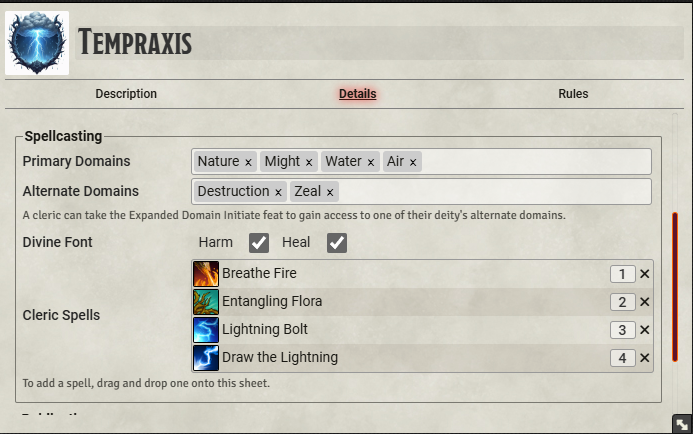 Tempraxis
Description Details Rules
Spellcasting
Primary Domains Nature × Might × Water × Air ×
Alternate Domains Destruction × Zeal ×
A cleric can take the Expanded Domain Initiate feat to gain access to one of their deity's alternate domains.
Divine Font Harm Heal
Breathe Fire 1 ×
Entangling Flora 2 ×
Cleric Spells
Lightning Bolt 3 ×
Draw the Lightning 4 ×
To add a spell, drag and drop one onto this sheet.